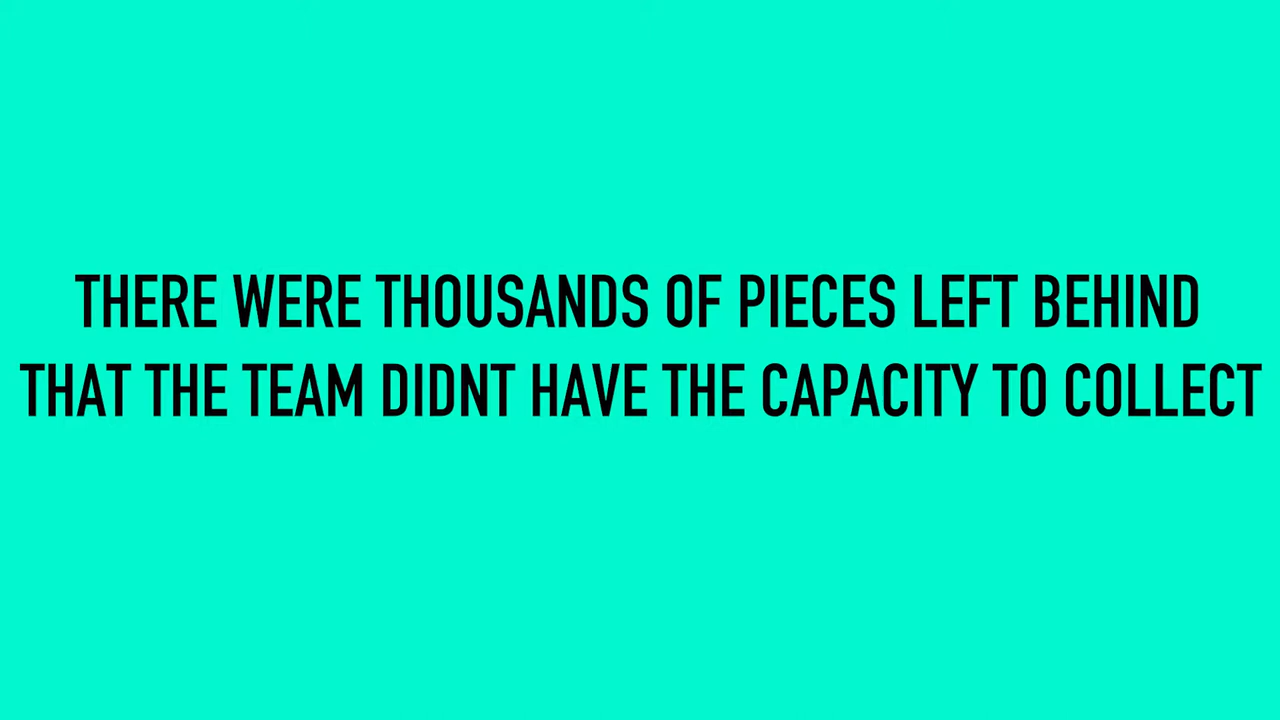 THERE WERE THOUSANDS OF PIECES LEFT BEHIND
THAT THE TEAM DIDNT HAVE THE CAPACITY TO COLLECT